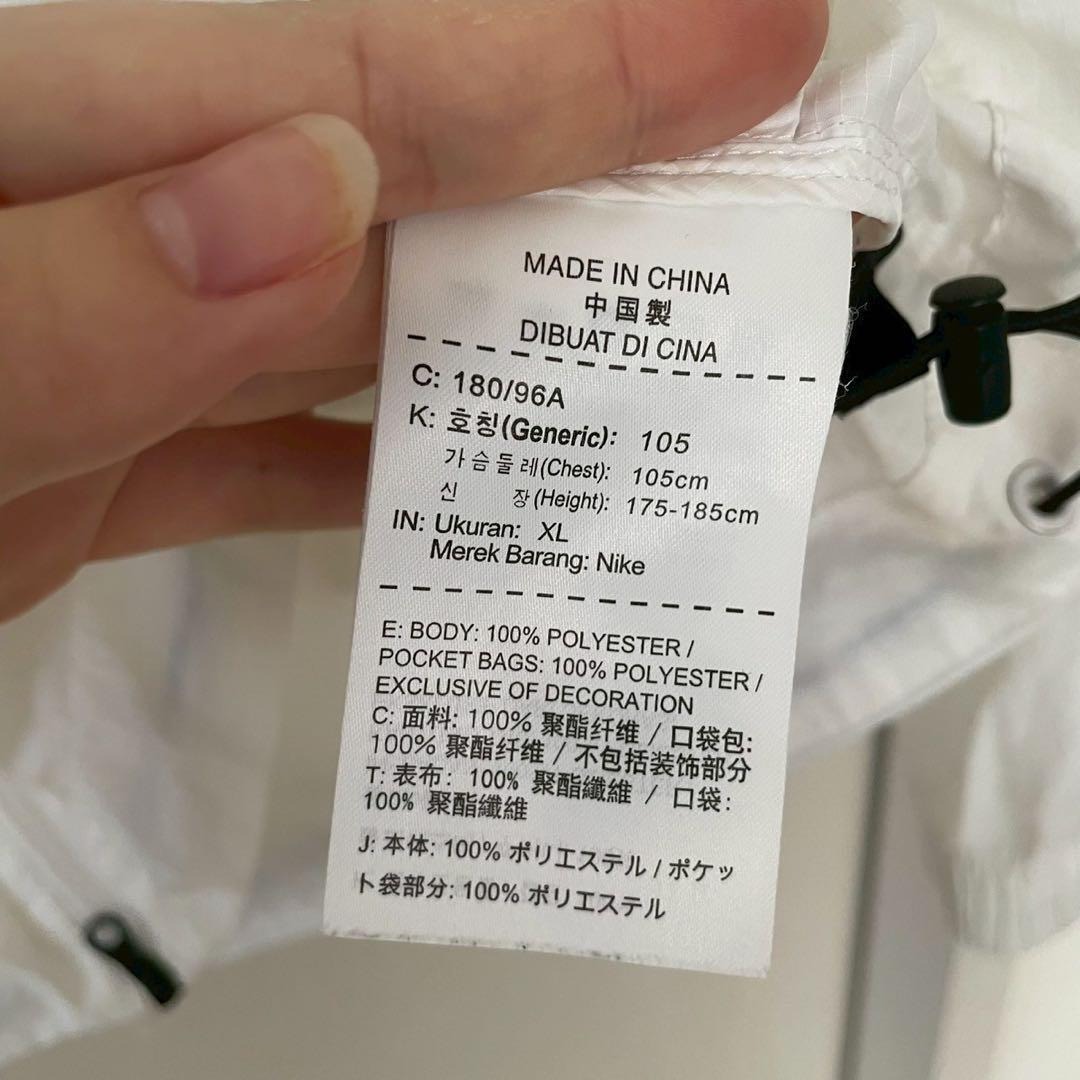 MADE IN CHINA
中国製
DIBUAT DI CINA
C: 180/96A
K: 호칭(Generic): 105
가슴둘레(Chest): 105cm
신 장(Height): 175-185cm
IN: Ukuran: XL
Merek Barang: Nike
E: BODY: 100% POLYESTER /
POCKET BAGS: 100% POLYESTER /
EXCLUSIVE OF DECORATION
C: 面料: 100% 聚酯纤维 / 口袋包:
100% 聚酯纤维 / 不包括装饰部分
T: 表布: 100% 聚酯纖維 / 口袋:
100% 聚酯纖維
J: 本体: 100% ポリエステル / ポケッ
ト袋部分: 100% ポリエステル